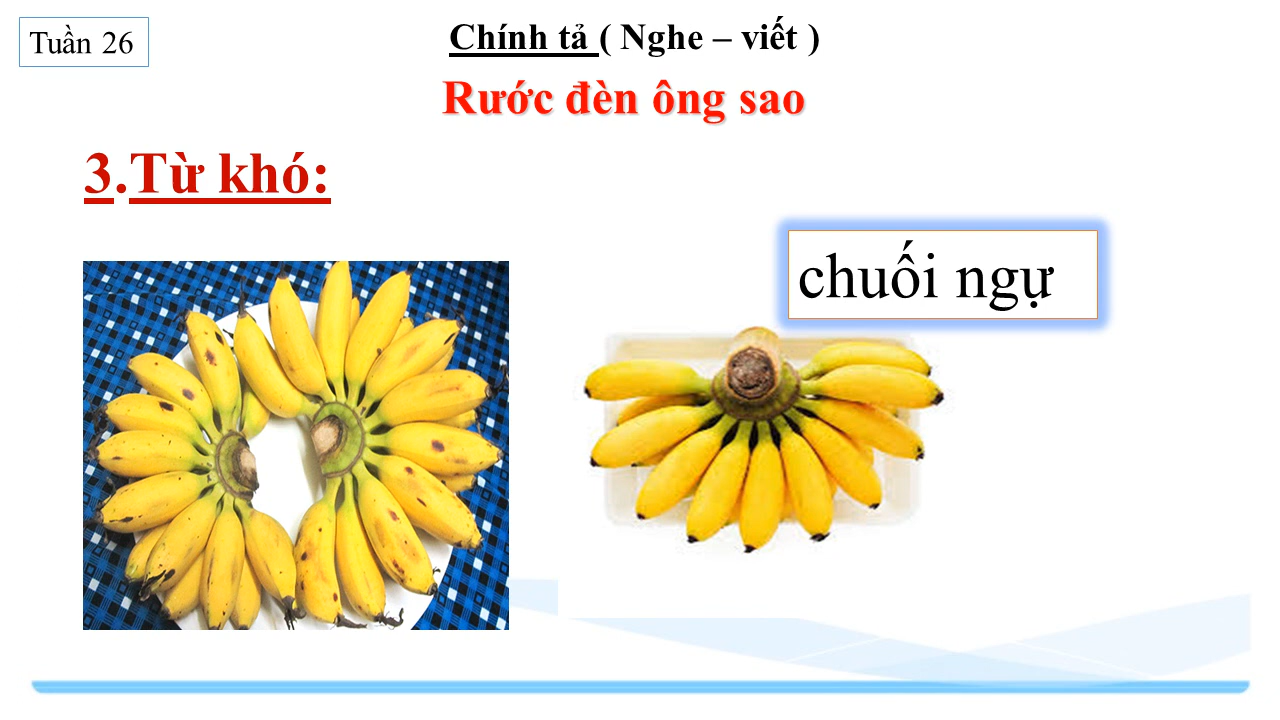 Tuần 26
Chính tả ( Nghe – viết )
Rước đèn ông sao
3.Từ khó:
chuối ngự